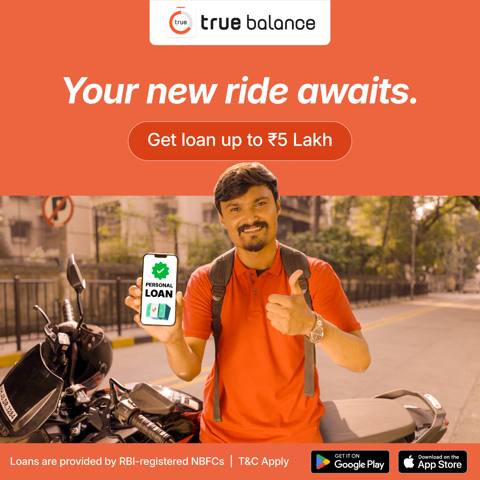 true
true balance
Your new ride awaits.
Get loan up to ₹5 Lakh
PERSONAL
LOAN
Loans are provided by RBI-registered NBFCs | T&C Apply
GET IT ON
Google Play
Download on the
App Store